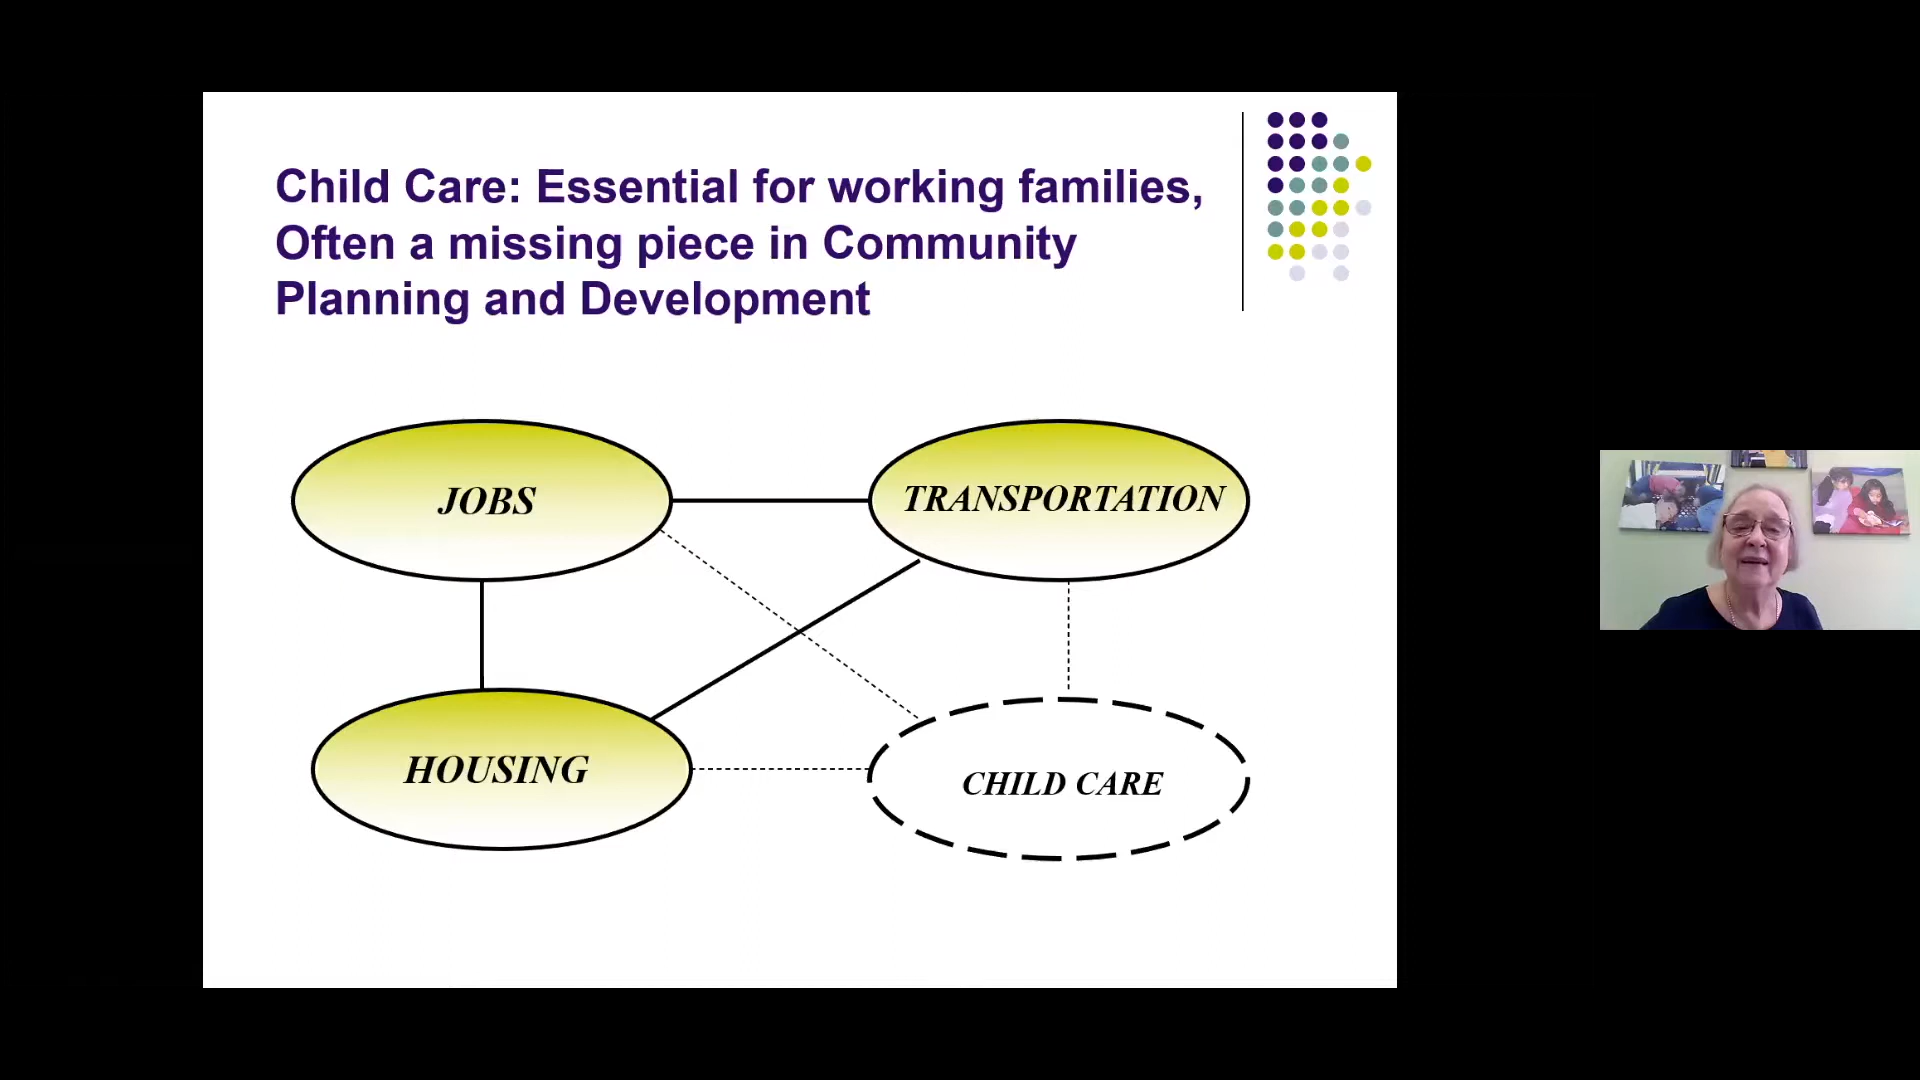 Child Care: Essential for working families,
Often a missing piece in Community
Planning and Development
JOBS
TRANSPORTATION
HOUSING
CHILD CARE